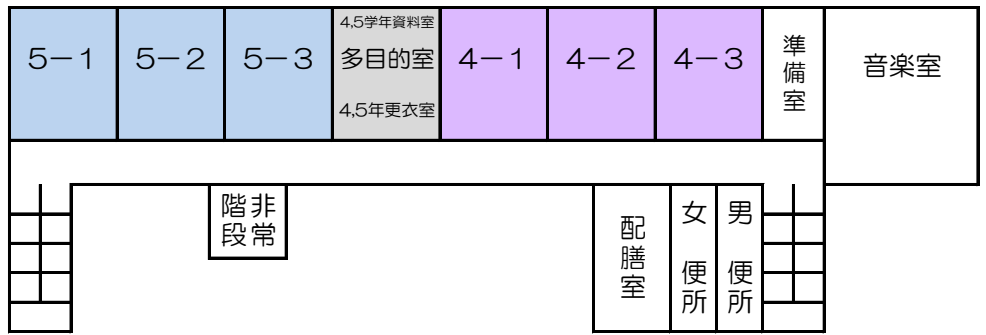 5－1
5－2
5－3
4,5学年資料室
多目的室
4,5年更衣室
4－1
4－2
4－3
準備室
音楽室
非常
階段
配膳室
女　便所
男　便所